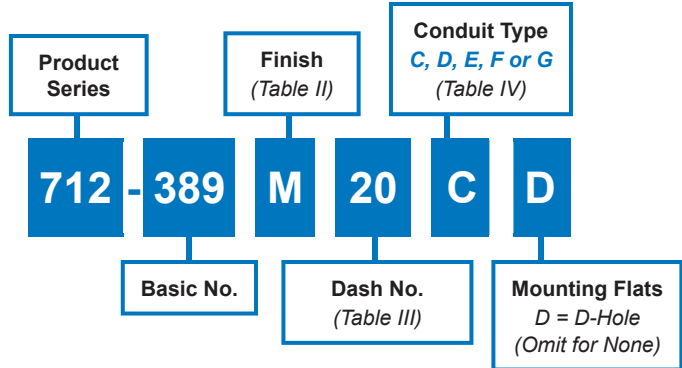 Product
Series
Finish
(Table II)
Conduit Type
C, D, E, F or G
(Table IV)
712 - 389 M 20 C D
Basic No.
Dash No.
(Table III)
Mounting Flats
D = D-Hole
(Omit for None)